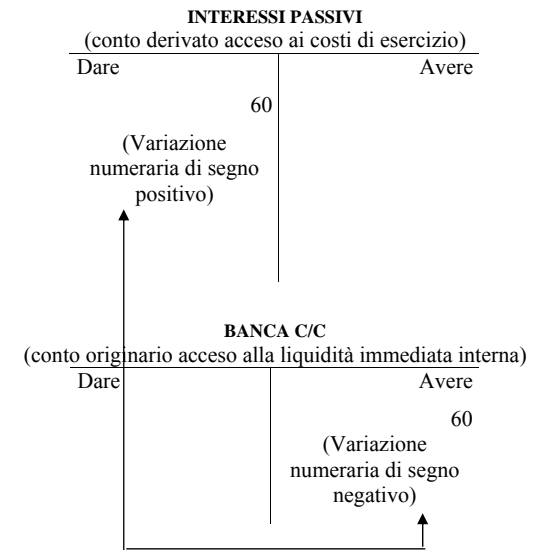 INTERESSI PASSIVI
(conto derivato acceso ai costi di esercizio)
Dare Avere
60
(Variazione
numeraria di segno
positivo)
BANCA C/C
(conto originario acceso alla liquidità immediata interna)
Dare Avere
60
(Variazione
numeraria di segno
negativo)